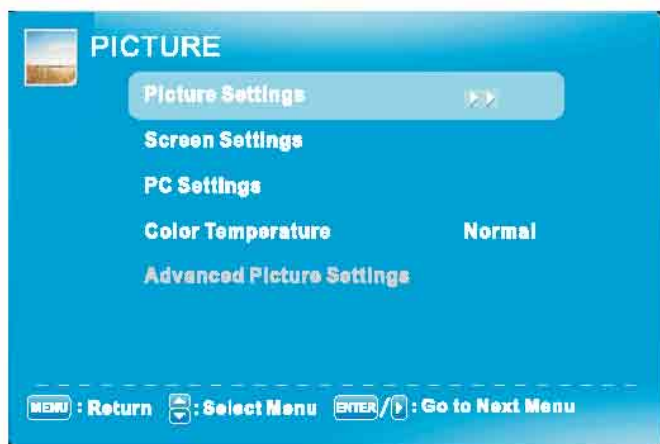 PICTURE
Picture Settings
Screen Settings
PC Settings
Color Temperature Normal
Advanced Picture Settings
MENU : Return : Select Menu ENTER / : Go to Next Menu